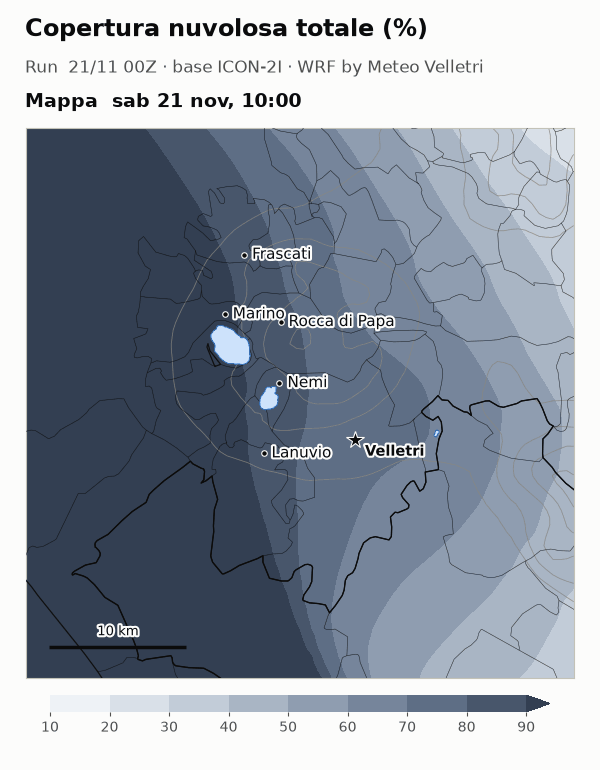 Copertura nuvolosa totale (%)
Run  21/11 00Z · base ICON-2I · WRF by Meteo Velletri
Mappa  sab 21 nov, 10:00
Frascati
Marino
Rocca di Papa
Nemi
Velletri
Lanuvio
10 km
10 20 30 40 50 60 70 80 90